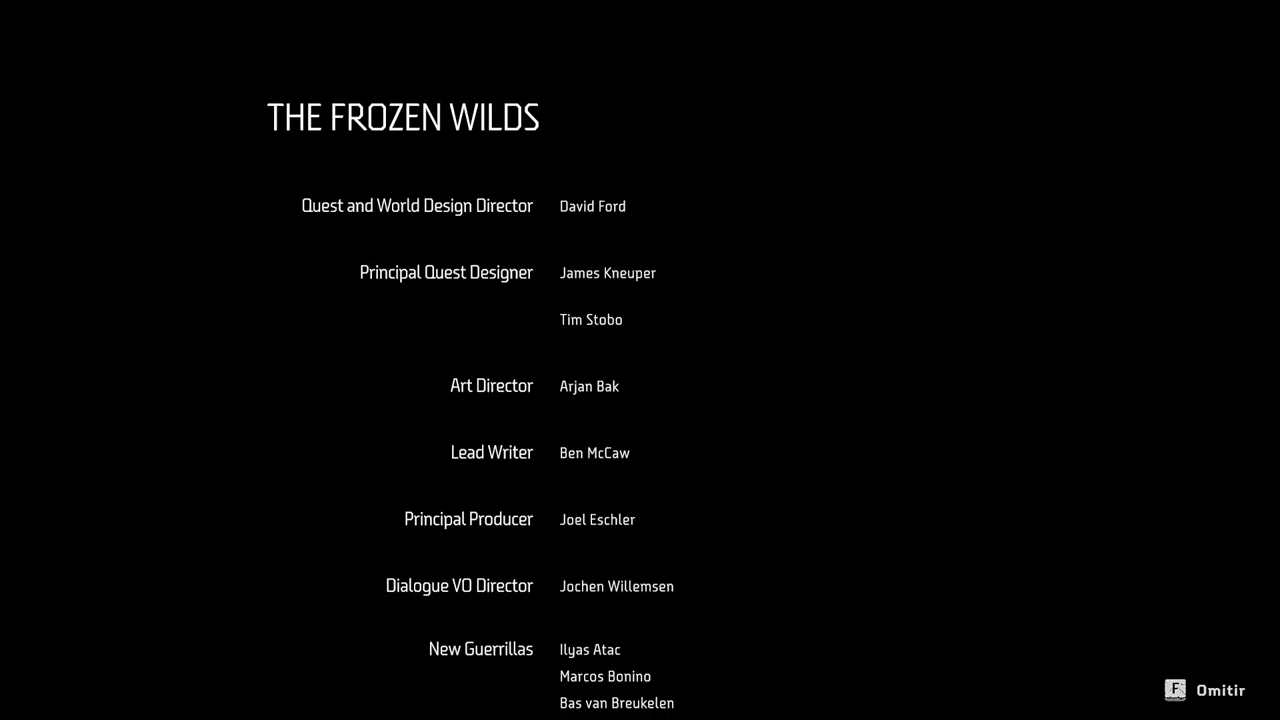 THE FROZEN WILDS
Quest and World Design Director David Ford
Principal Quest Designer James Kneuper
Tim Stobo
Art Director Arjan Bak
Lead Writer Ben McCaw
Principal Producer Joel Eschler
Dialogue VO Director Jochen Willemsen
New Guerrillas Ilyas Atac
Marcos Bonino
Bas van Breukelen
F Omitir